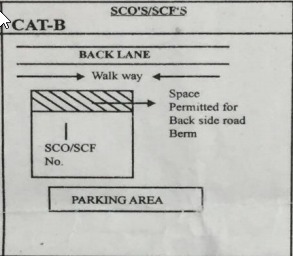 SCO'S/SCF'S
CAT-B
BACK LANE
Walk way
Space
Permitted for
Back side road
Berm
SCO/SCF
No.
PARKING AREA